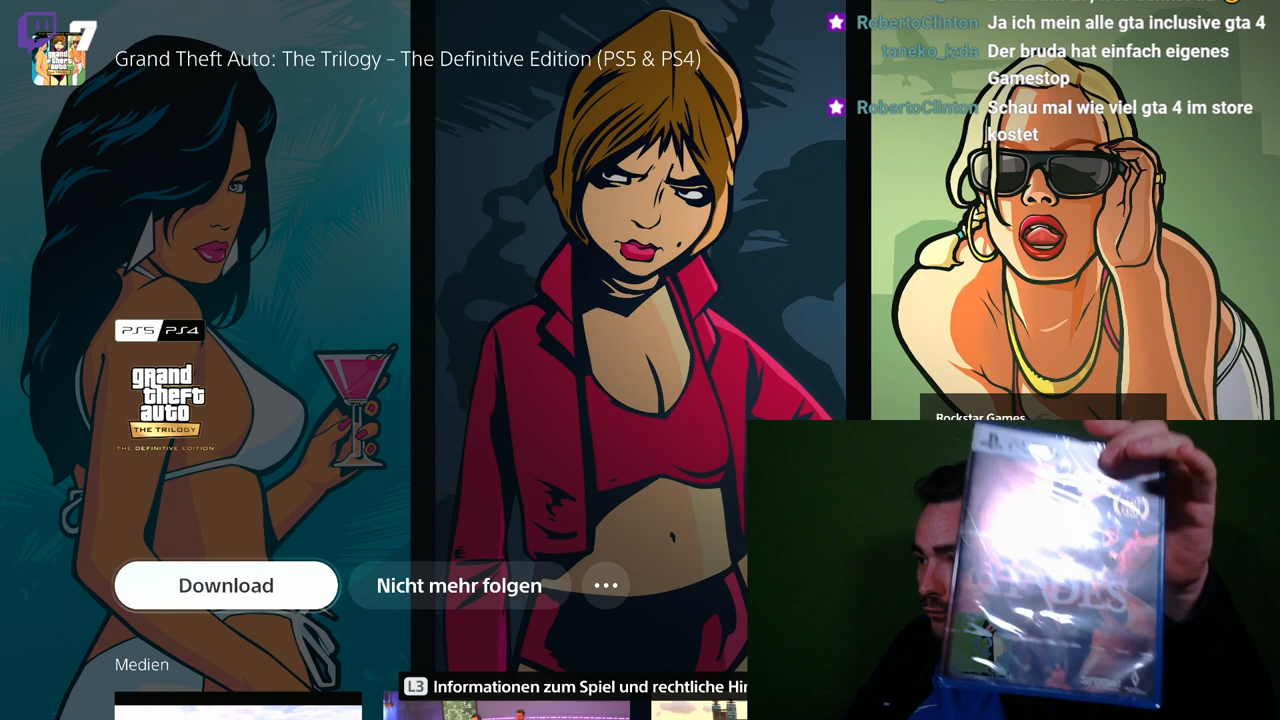 7
Grand Theft Auto: The Trilogy – The Definitive Edition (PS5 & PS4)
RobertoClinton Ja ich mein alle gta inclusive gta 4
taneko_izda Der bruda hat einfach eigenes
Gamestop
RobertoClinton Schau mal wie viel gta 4 im store
kostet
PS5 PS4
grand
theft
auto
THE TRILOGY
THE DEFINITIVE EDITION
Rockstar Games
Download
Nicht mehr folgen
Medien
L3 Informationen zum Spiel und rechtliche Hin